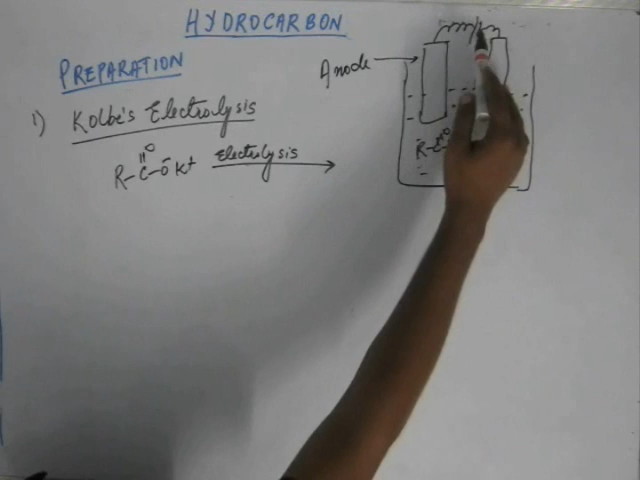 HYDROCARBON
PREPARATION
Anode
1) Kolbe's Electrolysis
O
R-C-O⁻K⁺ Electrolysis
O
R-C